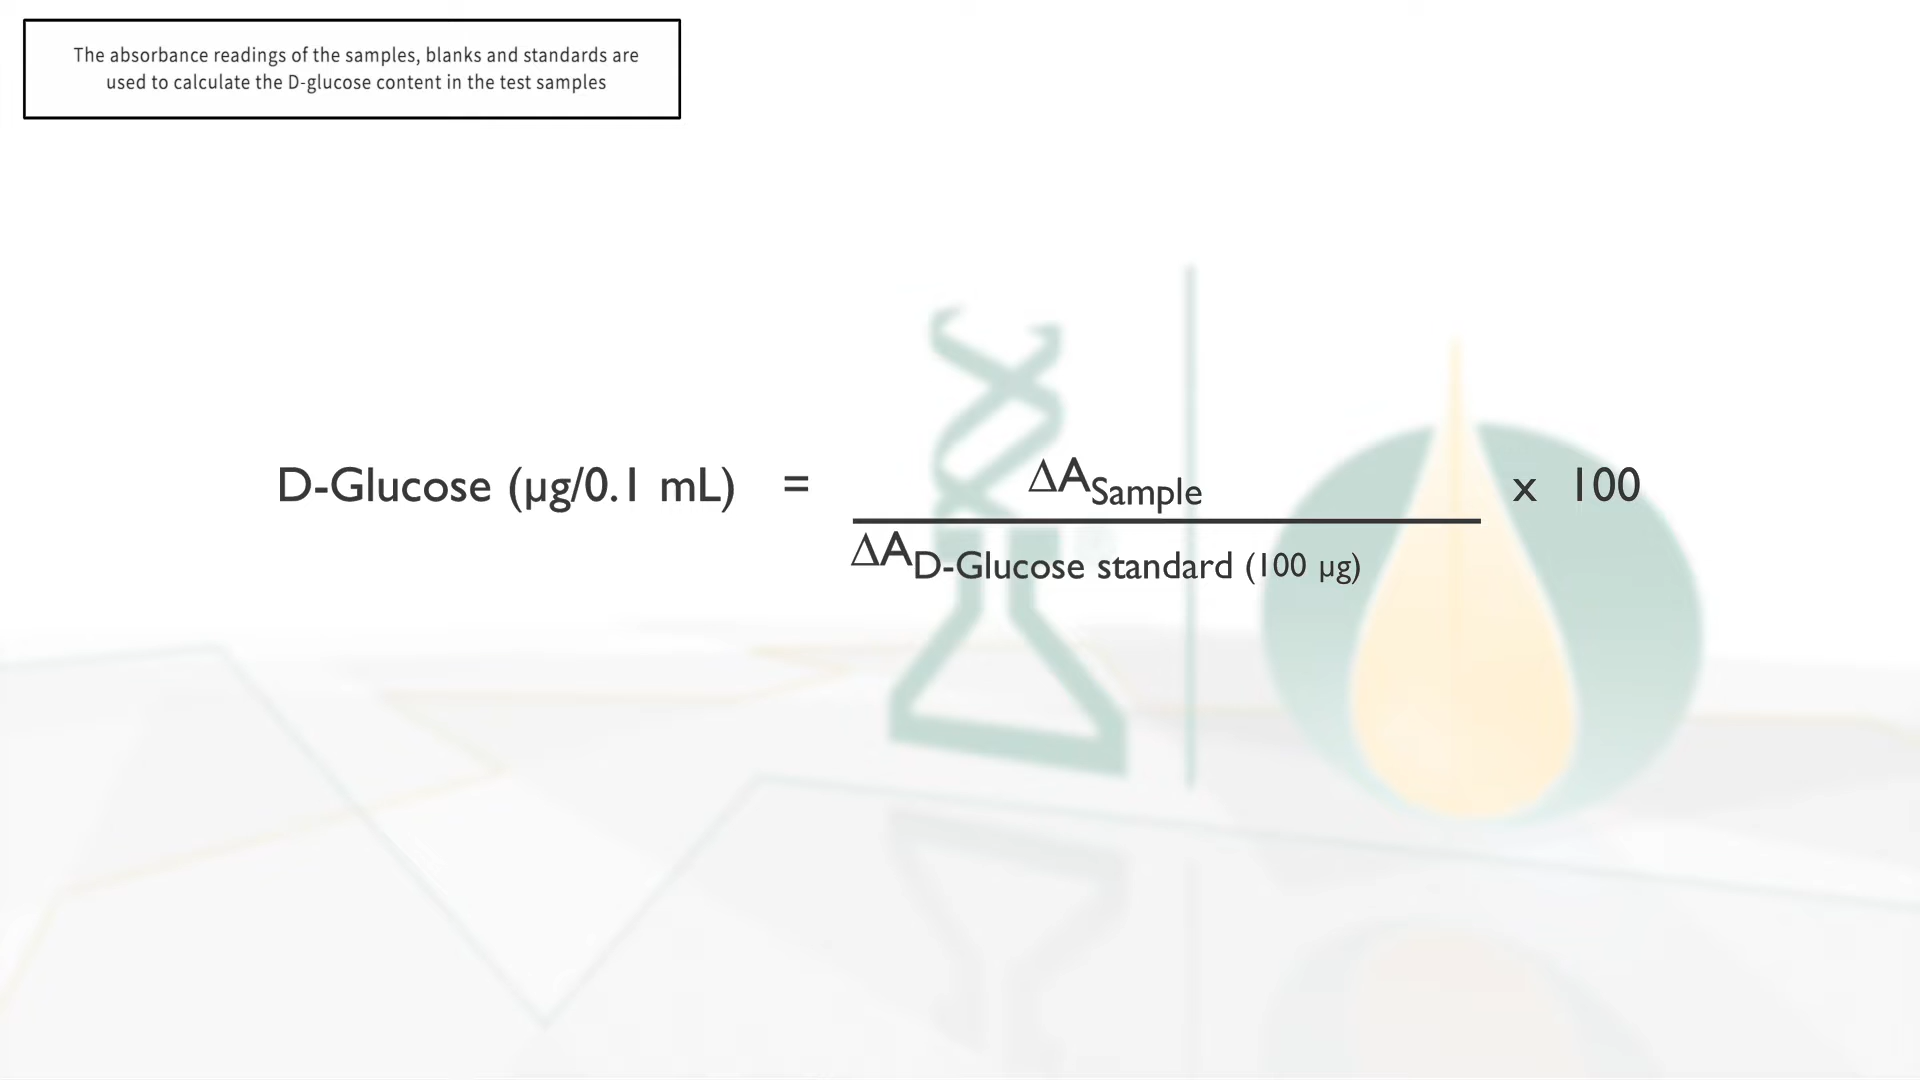 The absorbance readings of the samples, blanks and standards are
used to calculate the D-glucose content in the test samples
D-Glucose (µg/0.1 mL) = ΔASample x 100
ΔAD-Glucose standard (100 µg)